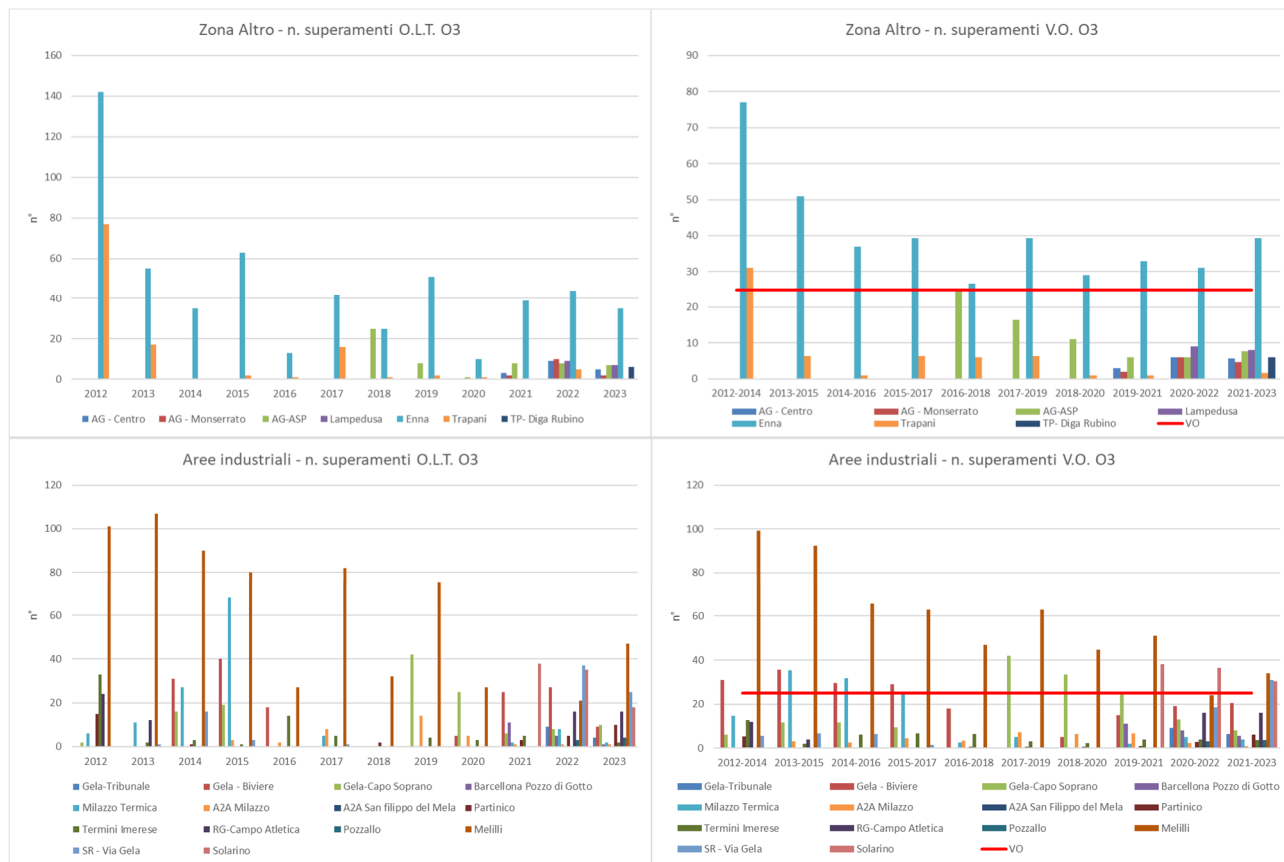 Zona Altro - n. superamenti O.L.T. O3
160
140
120
100
80
60
40
20
0
n°
2012 2013 2014 2015 2016 2017 2018 2019 2020 2021 2022 2023
AG - Centro AG - Monserrato AG-ASP Lampedusa Enna Trapani TP- Diga Rubino
Zona Altro - n. superamenti V.O. O3
90
80
70
60
50
40
30
20
10
0
n°
2012-2014 2013-2015 2014-2016 2015-2017 2016-2018 2017-2019 2018-2020 2019-2021 2020-2022 2021-2023
AG - Centro AG - Monserrato AG-ASP Lampedusa
Enna Trapani TP- Diga Rubino VO
Aree industriali - n. superamenti O.L.T. O3
120
100
80
60
40
20
0
n°
2012 2013 2014 2015 2016 2017 2018 2019 2020 2021 2022 2023
Gela-Tribunale Gela - Biviere Gela-Capo Soprano Barcellona Pozzo di Gotto
Milazzo Termica A2A Milazzo A2A San filippo del Mela Partinico
Termini Imerese RG-Campo Atletica Pozzallo Melilli
SR - Via Gela Solarino
Aree industriali - n. superamenti V.O. O3
120
100
80
60
40
20
0
n°
2012-2014 2013-2015 2014-2016 2015-2017 2016-2018 2017-2019 2018-2020 2019-2021 2020-2022 2021-2023
Gela-Tribunale Gela - Biviere Gela-Capo Soprano Barcellona Pozzo di Gotto
Milazzo Termica A2A Milazzo A2A San filippo del Mela Partinico
Termini Imerese RG-Campo Atletica Pozzallo Melilli
SR - Via Gela Solarino VO